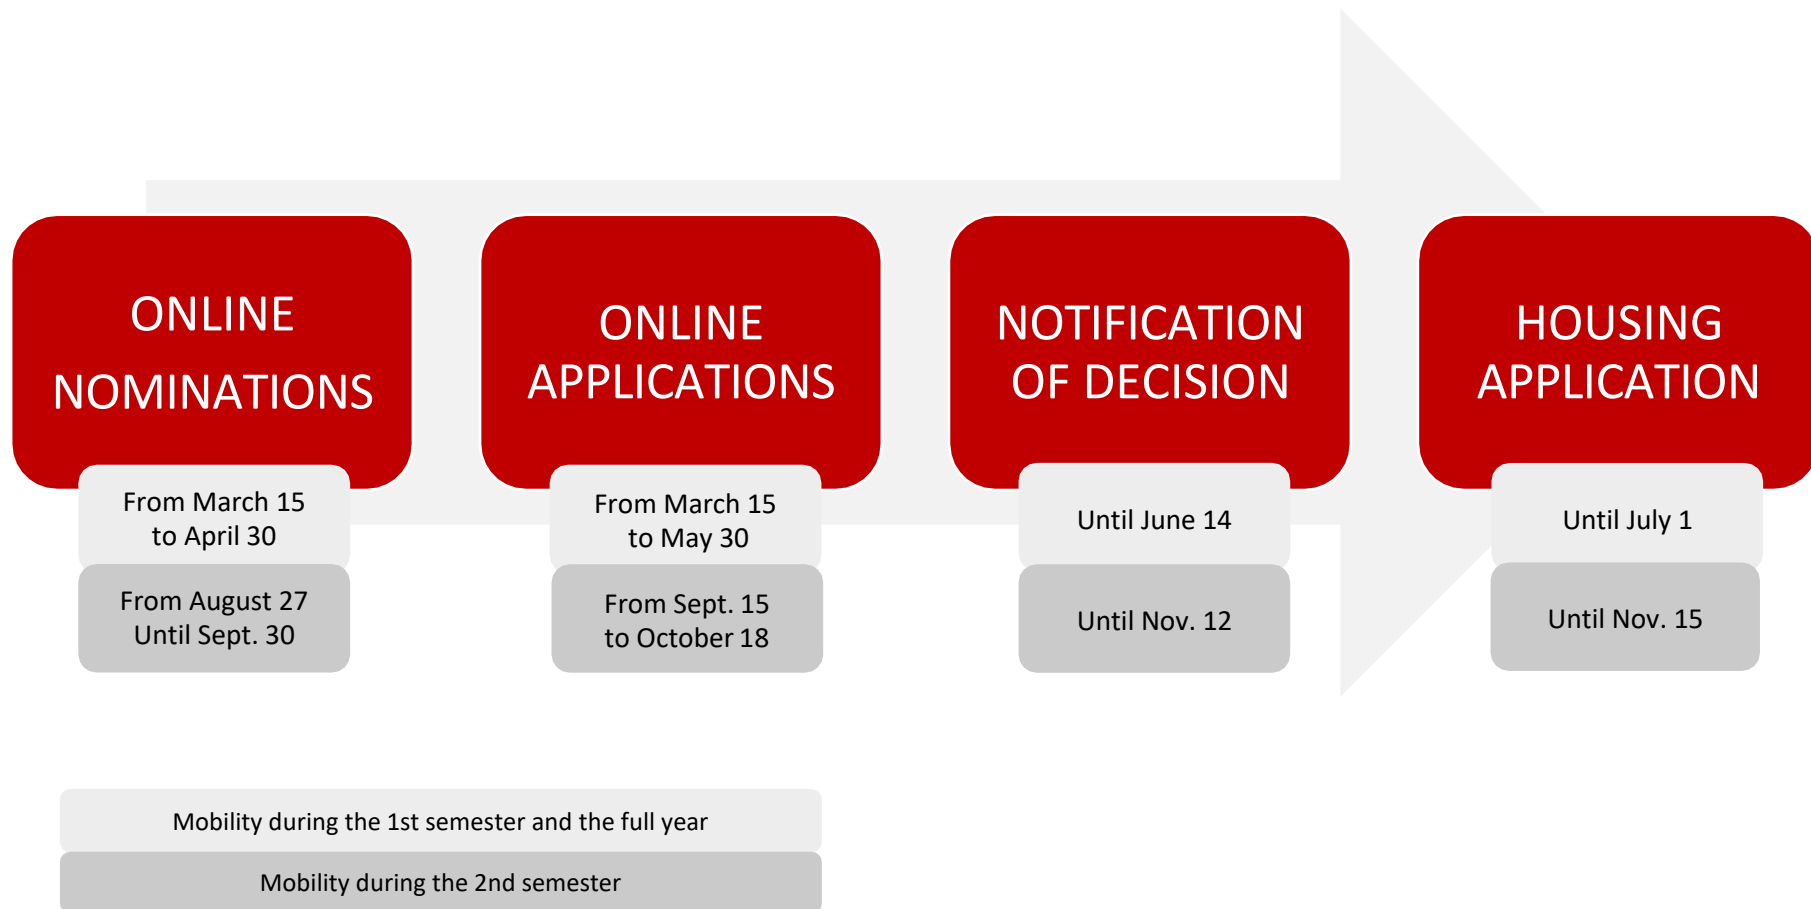 ONLINE
NOMINATIONS
From March 15
to April 30
From August 27
Until Sept. 30
ONLINE
APPLICATIONS
From March 15
to May 30
From Sept. 15
to October 18
NOTIFICATION
OF DECISION
Until June 14
Until Nov. 12
HOUSING
APPLICATION
Until July 1
Until Nov. 15
Mobility during the 1st semester and the full year
Mobility during the 2nd semester